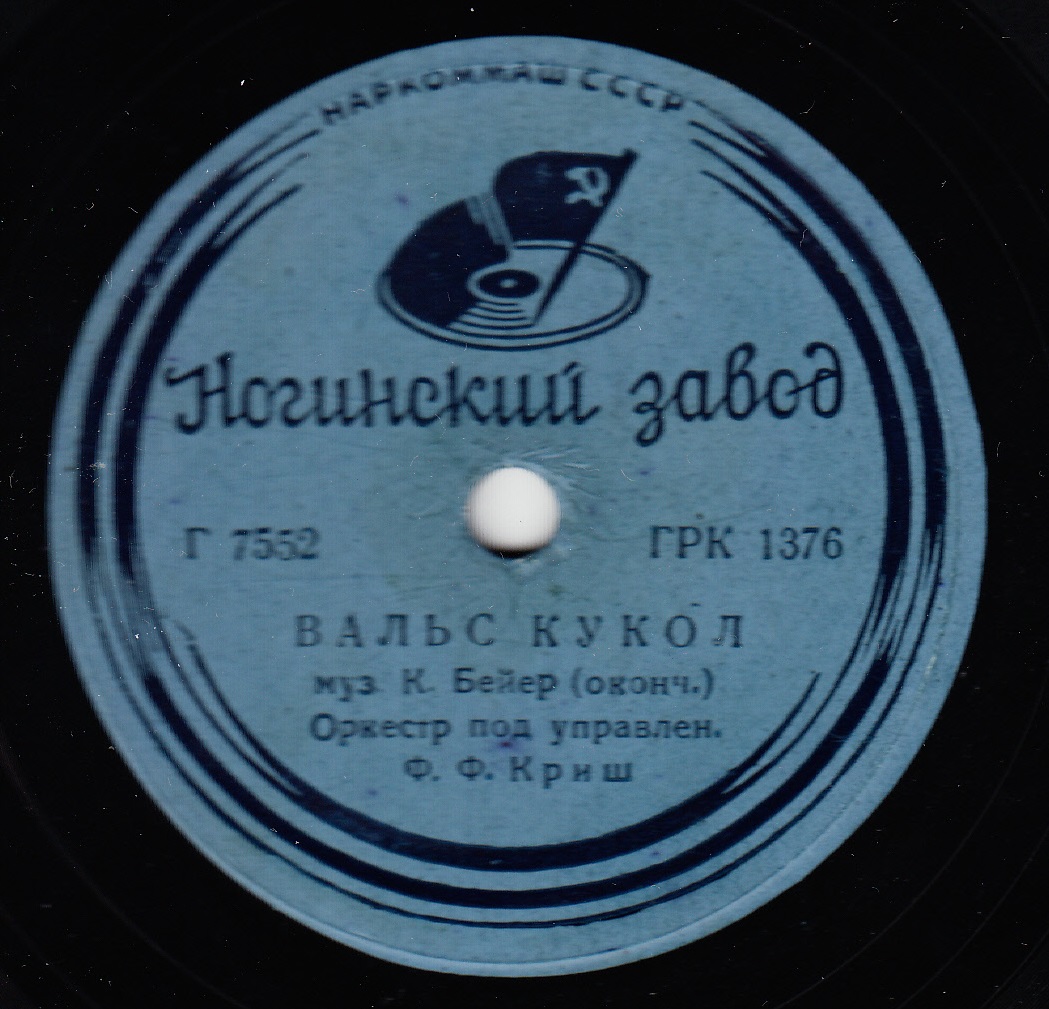 НАРКОММАШ СССР
Ногинский завод
Г 7552 ГРК 1376
ВАЛЬС КУКОЛ
муз К. Бейер (оконч.)
Оркестр под управлен.
Ф. Ф. Криш